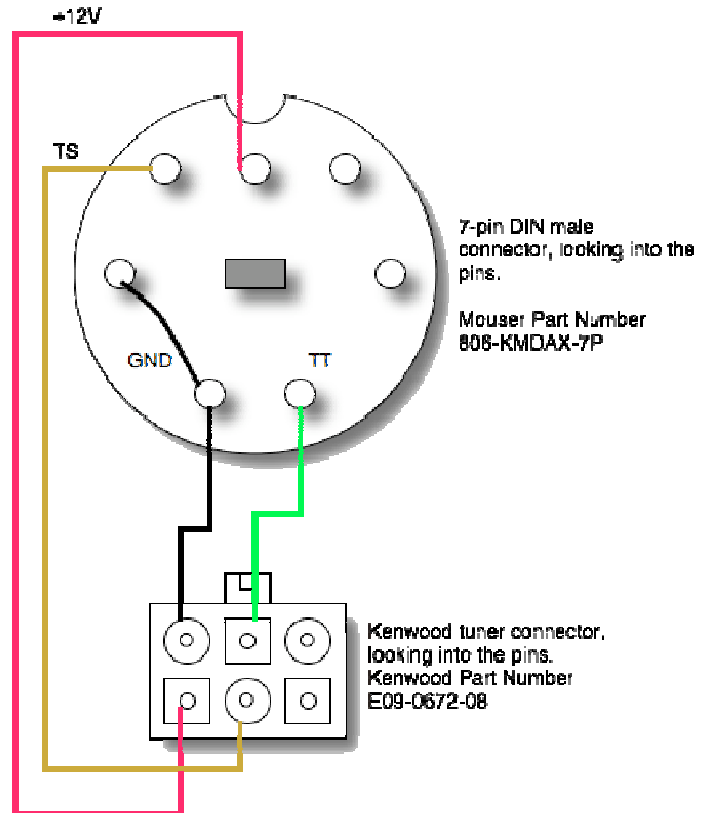 +12V
TS
7-pin DIN male
connector, looking into the
pins.
Mouser Part Number
806-KMDAX-7P
GND
TT
Kenwood tuner connector,
looking into the pins.
Kenwood Part Number
E09-0672-08